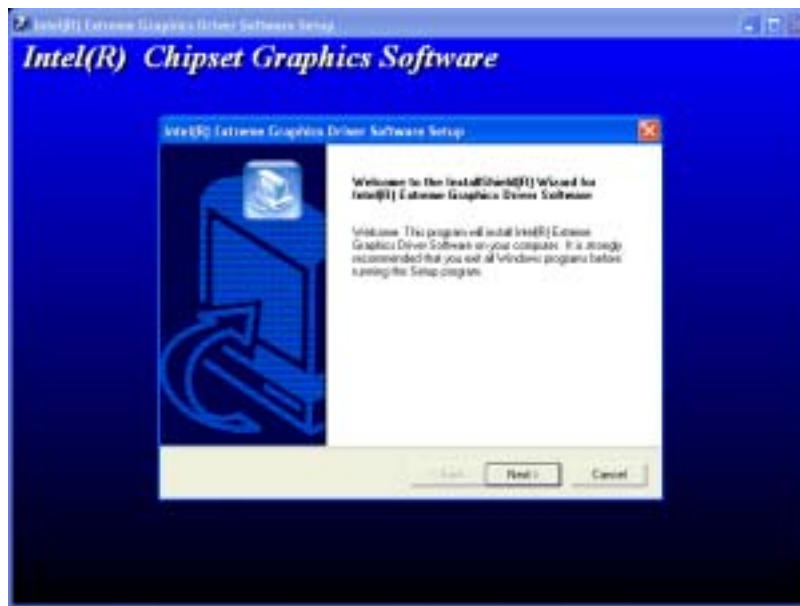 Intel(R) Extreme Graphics Driver Software Setup
Intel(R) Chipset Graphics Software
Intel(R) Extreme Graphics Driver Software Setup
Welcome to the InstallShield(R) Wizard for
Intel(R) Extreme Graphics Driver Software
Welcome. This program will install Intel(R) Extreme
Graphics Driver Software on your computer. It is strongly
recommended that you exit all Windows programs before
running this Setup program.
< Back
Next >
Cancel